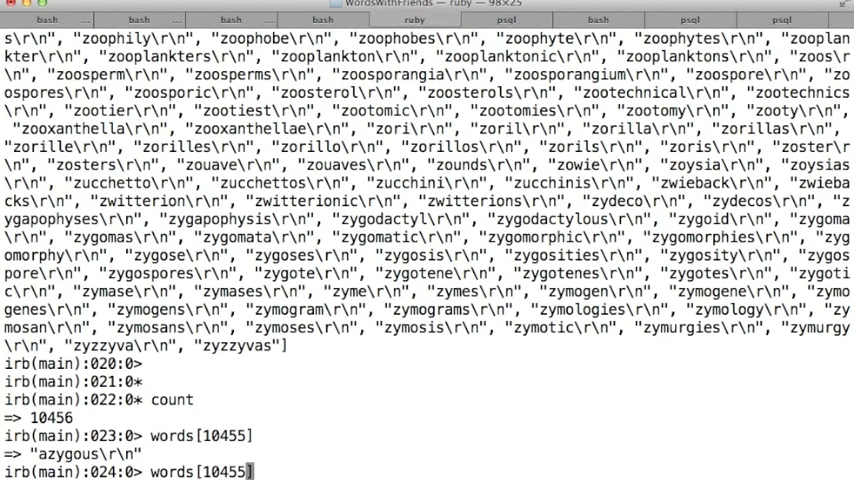 WordsWithFriends — ruby — 98×25
bash ... bash ... bash ... bash ruby psql bash psql psql
s\r\n", "zoophily\r\n", "zoophobe\r\n", "zoophobes\r\n", "zoophyte\r\n", "zoophytes\r\n", "zooplan
kter\r\n", "zooplankters\r\n", "zooplankton\r\n", "zooplanktonic\r\n", "zooplanktons\r\n", "zoos\r
\n", "zoosperm\r\n", "zoosperms\r\n", "zoosporangia\r\n", "zoosporangium\r\n", "zoospore\r\n", "zo
ospores\r\n", "zoosporic\r\n", "zoosterol\r\n", "zoosterols\r\n", "zootechnical\r\n", "zootechnics
\r\n", "zootier\r\n", "zootiest\r\n", "zootomic\r\n", "zootomies\r\n", "zootomy\r\n", "zooty\r\n",
"zooxanthella\r\n", "zooxanthellae\r\n", "zori\r\n", "zoril\r\n", "zorilla\r\n", "zorillas\r\n",
"zorille\r\n", "zorilles\r\n", "zorillo\r\n", "zorillos\r\n", "zorils\r\n", "zoris\r\n", "zoster\r
\n", "zosters\r\n", "zouave\r\n", "zouaves\r\n", "zounds\r\n", "zowie\r\n", "zoysia\r\n", "zoysias
\r\n", "zucchetto\r\n", "zucchettos\r\n", "zucchini\r\n", "zucchinis\r\n", "zwieback\r\n", "zwieba
cks\r\n", "zwitterion\r\n", "zwitterionic\r\n", "zwitterions\r\n", "zydeco\r\n", "zydecos\r\n", "z
ygapophyses\r\n", "zygapophysis\r\n", "zygodactyl\r\n", "zygodactylous\r\n", "zygoid\r\n", "zygoma
\r\n", "zygomas\r\n", "zygomata\r\n", "zygomatic\r\n", "zygomorphic\r\n", "zygomorphies\r\n", "zyg
omorphy\r\n", "zygose\r\n", "zygoses\r\n", "zygosis\r\n", "zygosities\r\n", "zygosity\r\n", "zygos
pore\r\n", "zygospores\r\n", "zygote\r\n", "zygotene\r\n", "zygotenes\r\n", "zygotes\r\n", "zygoti
c\r\n", "zymase\r\n", "zymases\r\n", "zyme\r\n", "zymes\r\n", "zymogen\r\n", "zymogene\r\n", "zymo
genes\r\n", "zymogens\r\n", "zymogram\r\n", "zymograms\r\n", "zymologies\r\n", "zymology\r\n", "zy
mosan\r\n", "zymosans\r\n", "zymoses\r\n", "zymosis\r\n", "zymotic\r\n", "zymurgies\r\n", "zymurgy
\r\n", "zyzzyva\r\n", "zyzzyvas"]
irb(main):020:0>
irb(main):021:0*
irb(main):022:0* count
=> 10456
irb(main):023:0> words[10455]
=> "azygous\r\n"
irb(main):024:0> words[10455]